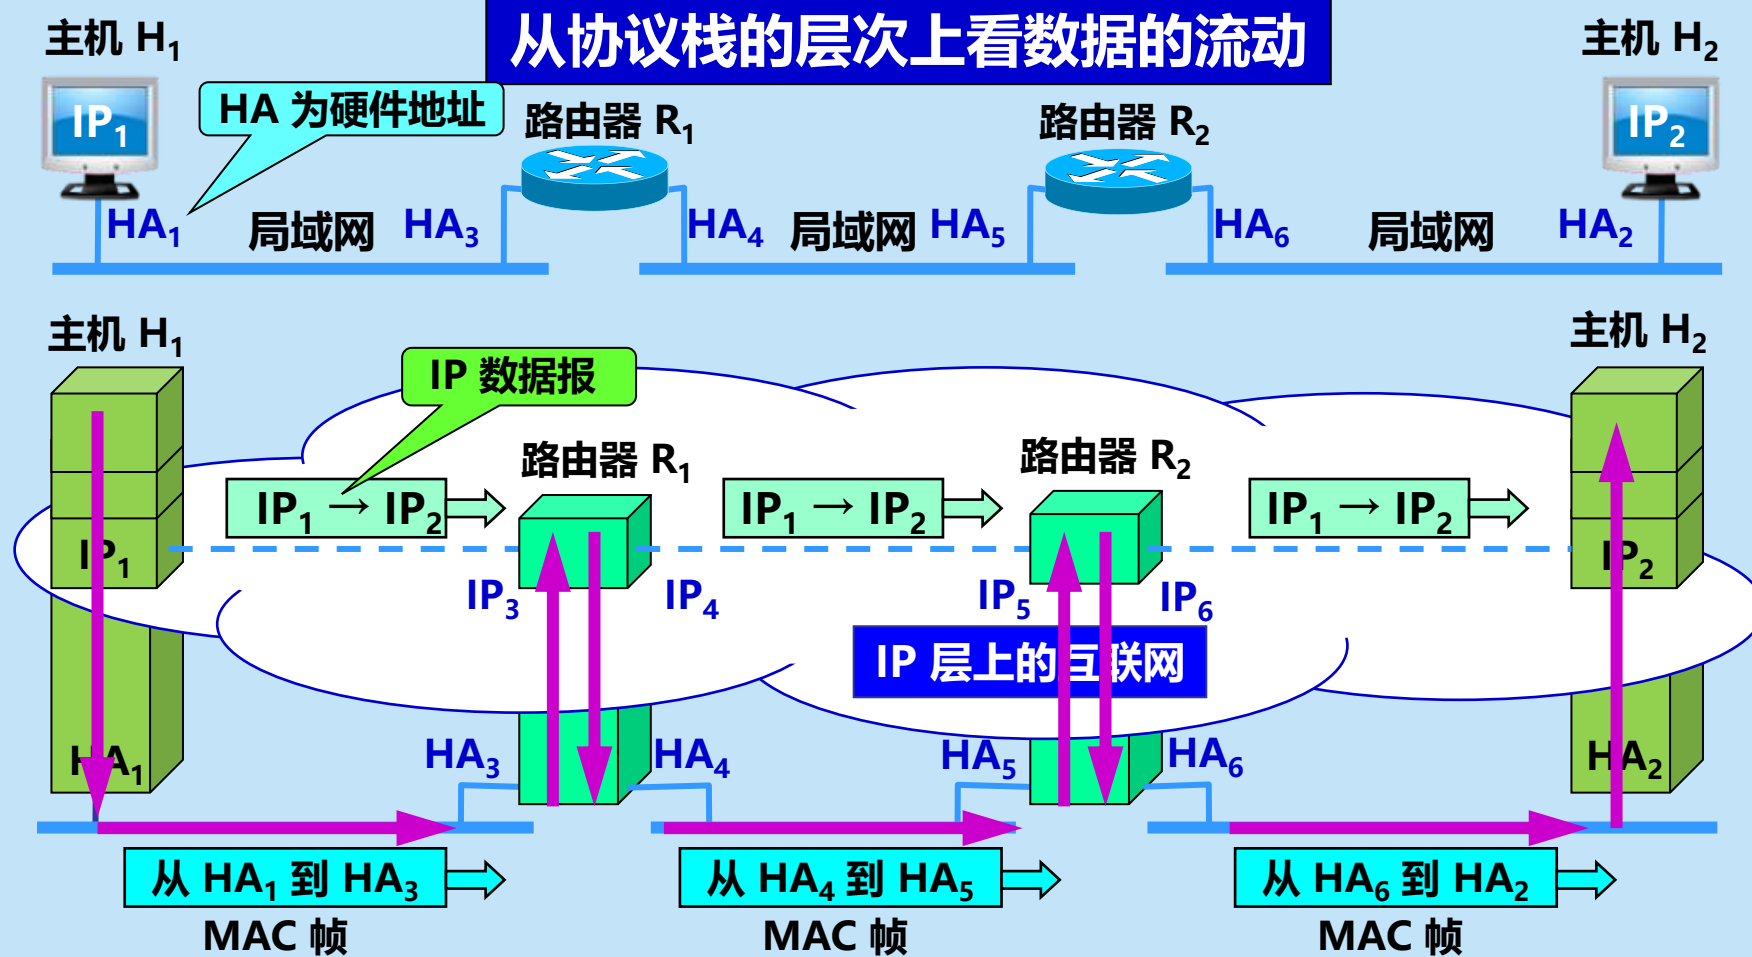 从协议栈的层次上看数据的流动
主机 H₁
主机 H₂
IP₁
HA 为硬件地址
路由器 R₁
路由器 R₂
IP₂
HA₁
局域网
HA₃
HA₄
局域网
HA₅
HA₆
局域网
HA₂
主机 H₁
主机 H₂
IP 数据报
路由器 R₁
路由器 R₂
IP₁ → IP₂
IP₁ → IP₂
IP₁ → IP₂
IP₁
IP₂
IP₃
IP₄
IP₅
IP₆
IP 层上的互联网
HA₁
HA₃
HA₄
HA₅
HA₆
HA₂
从 HA₁ 到 HA₃
从 HA₄ 到 HA₅
从 HA₆ 到 HA₂
MAC 帧
MAC 帧
MAC 帧